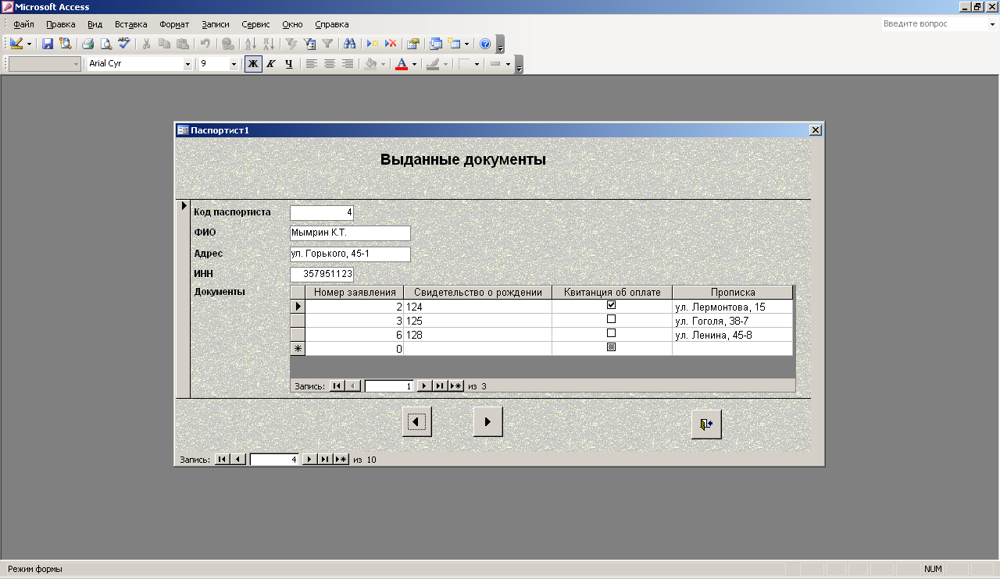 Microsoft Access
Файл Правка Вид Вставка Формат Записи Сервис Окно Справка Введите вопрос
ABC
Arial Cyr 9 Ж К Ч А
Паспортист1
Выданные документы
Код паспортиста 4
ФИО Мымрин К.Т.
Адрес ул. Горького, 45-1
ИНН 357951123
Документы
Номер заявления Свидетельство о рождении Квитанция об оплате Прописка
2 124 ул. Лермонтова, 15
3 125 ул. Гоголя, 38-7
6 128 ул. Ленина, 45-8
0
Запись: 1 из 3
Запись: 4 из 10
Режим формы NUM